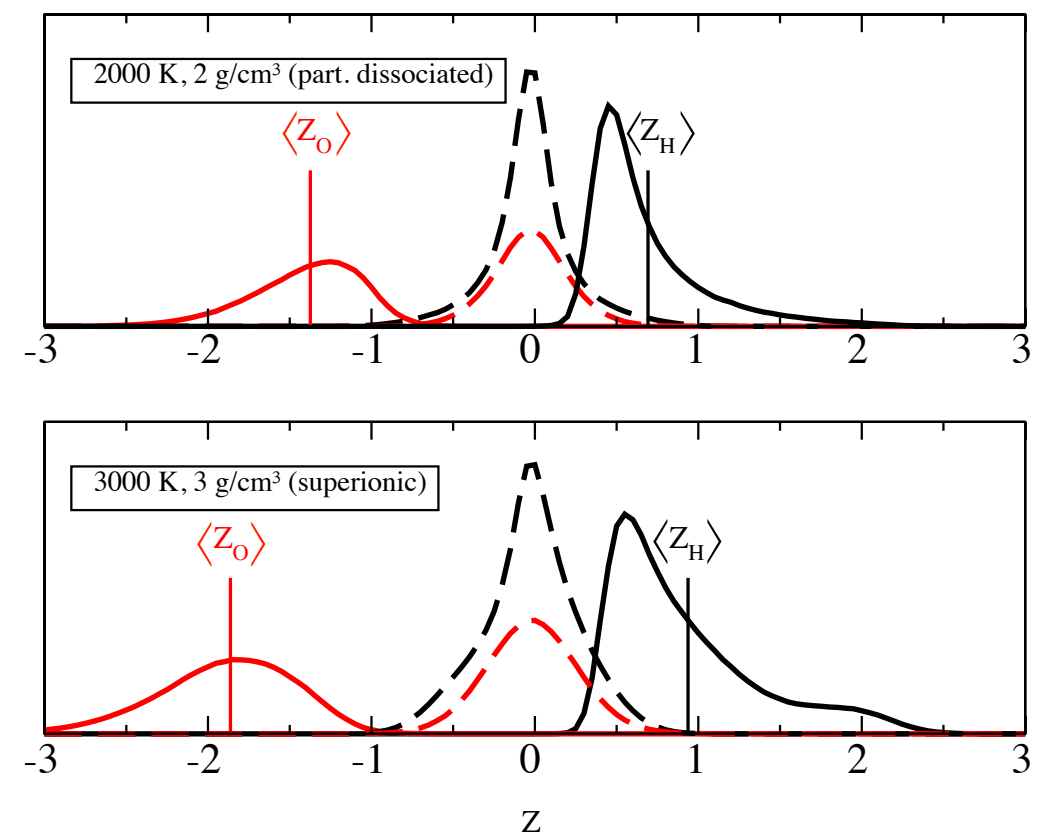 2000 K, 2 g/cm³ (part. dissociated)
⟨Z_O⟩ ⟨Z_H⟩
-3 -2 -1 0 1 2 3
3000 K, 3 g/cm³ (superionic)
⟨Z_O⟩ ⟨Z_H⟩
-3 -2 -1 0 1 2 3
Z